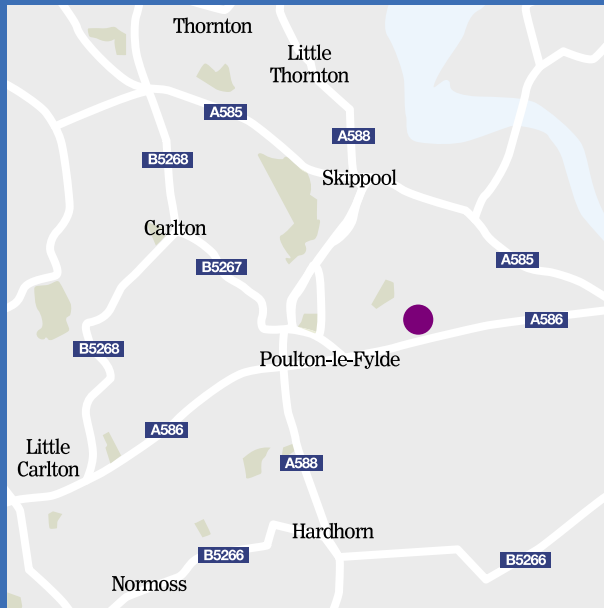 Thornton
Little
Thornton
A585
A588
B5268
Skippool
Carlton
B5267
A585
A586
B5268
Poulton-le-Fylde
A586
Little
Carlton
A588
Hardhorn
B5266
B5266
Normoss